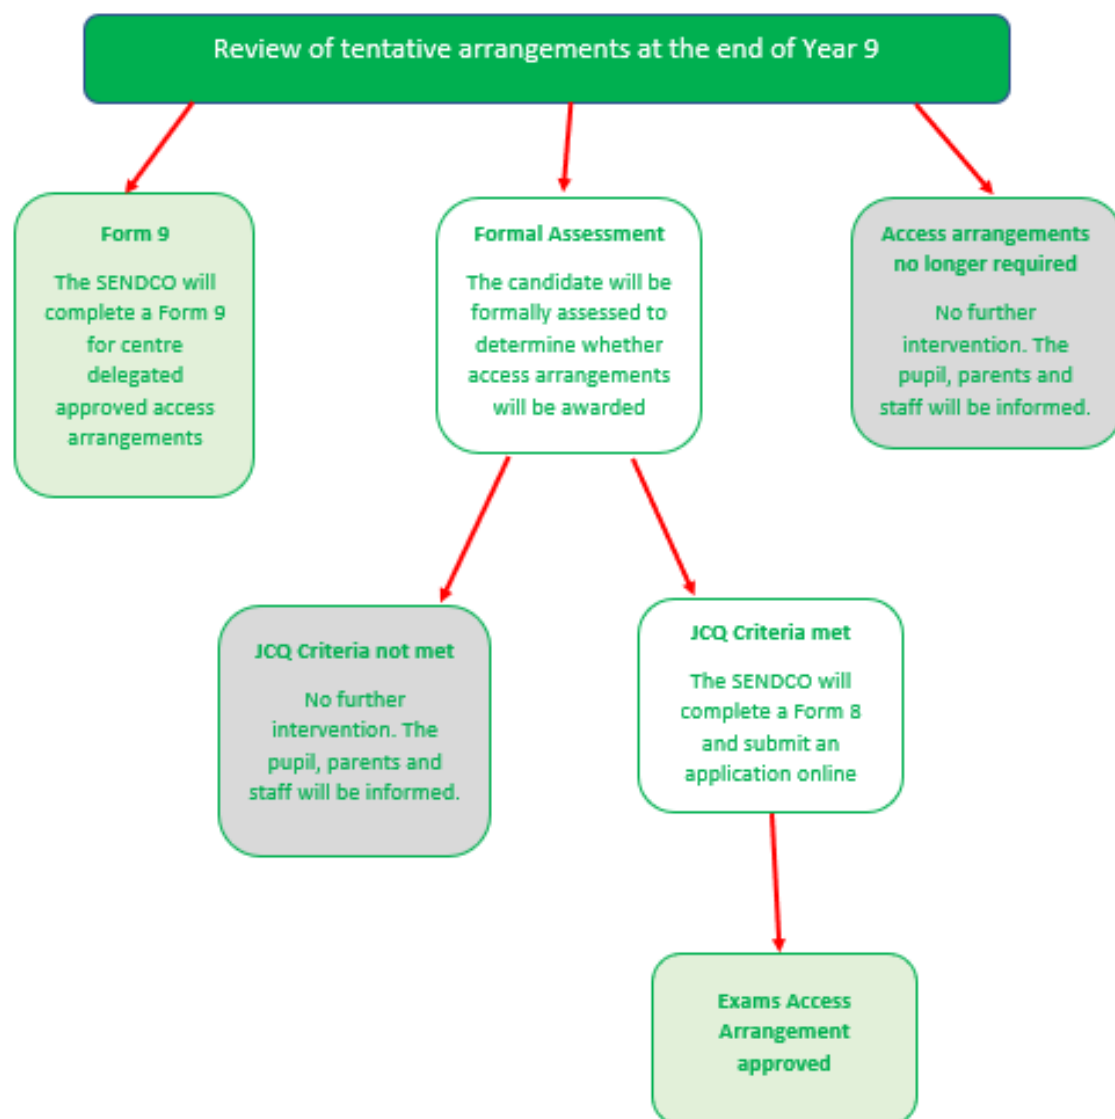 Review of tentative arrangements at the end of Year 9
Form 9
The SENDCO will
complete a Form 9
for centre
delegated
approved access
arrangements
Formal Assessment
The candidate will be
formally assessed to
determine whether
access arrangements
will be awarded
Access arrangements
no longer required
No further
intervention. The
pupil, parents and
staff will be informed.
JCQ Criteria not met
No further
intervention. The
pupil, parents and
staff will be informed.
JCQ Criteria met
The SENDCO will
complete a Form 8
and submit an
application online
Exams Access
Arrangement
approved